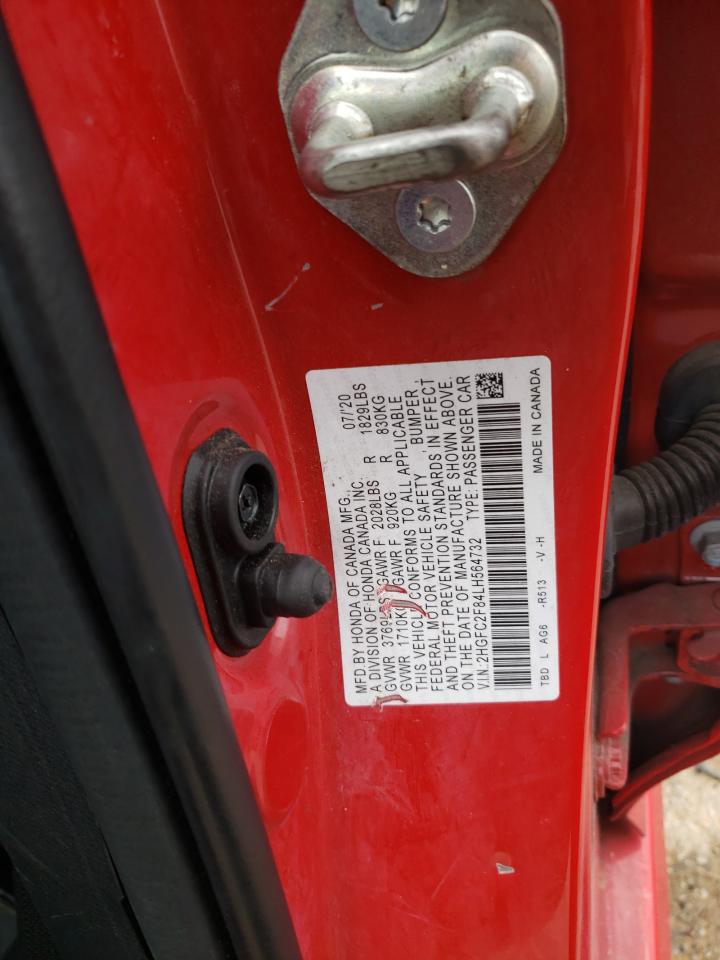 MFD BY HONDA OF CANADA MFG., 07/'20
A DIVISION OF HONDA CANADA INC.
GVWR 3769LBS GAWR F 2028LBS R 1829LBS
GVWR 1710KG GAWR F 920KG R 830KG
THIS VEHICLE CONFORMS TO ALL APPLICABLE
FEDERAL MOTOR VEHICLE SAFETY , BUMPER ,
AND THEFT PREVENTION STANDARDS IN EFFECT
ON THE DATE OF MANUFACTURE SHOWN ABOVE.
V.I.N.:2HGFC2F84LH564732 TYPE: PASSENGER CAR
TBD L AG6 -R513 -V -H MADE IN CANADA